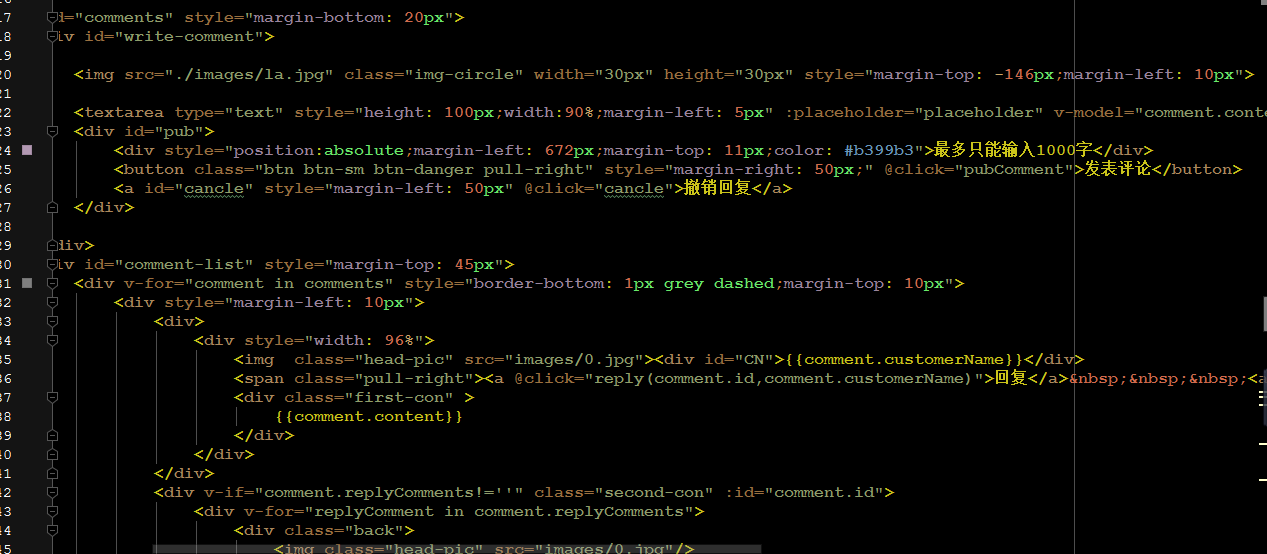 17 d="comments" style="margin-bottom: 20px">
18 iv id="write-comment">
19
20 <img src="./images/la.jpg" class="img-circle" width="30px" height="30px" style="margin-top: -146px;margin-left: 10px">
21
22 <textarea type="text" style="height: 100px;width:90%;margin-left: 5px" :placeholder="placeholder" v-model="comment.conte
23 <div id="pub">
24 <div style="position:absolute;margin-left: 672px;margin-top: 11px;color: #b399b3">最多只能输入1000字</div>
25 <button class="btn btn-sm btn-danger pull-right" style="margin-right: 50px;" @click="pubComment">发表评论</button>
26 <a id="cancle" style="margin-left: 50px" @click="cancle">撤销回复</a>
27 </div>
28
29 div>
30 iv id="comment-list" style="margin-top: 45px">
31 <div v-for="comment in comments" style="border-bottom: 1px grey dashed;margin-top: 10px">
32 <div style="margin-left: 10px">
33 <div>
34 <div style="width: 96%">
35 <img  class="head-pic" src="images/0.jpg"><div id="CN">{{comment.customerName}}</div>
36 <span class="pull-right"><a @click="reply(comment.id,comment.customerName)">回复</a>&nbsp;&nbsp;&nbsp;<a
37 <div class="first-con" >
38 {{comment.content}}
39 </div>
40 </div>
41 </div>
42 <div v-if="comment.replyComments!=''" class="second-con" :id="comment.id">
43 <div v-for="replyComment in comment.replyComments">
44 <div class="back">
45 <img class="head-pic" src="images/0.jpg"/>